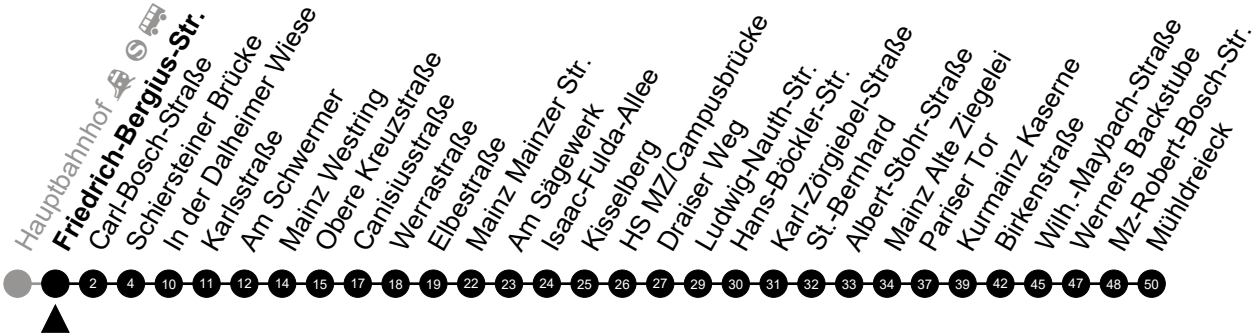 Hauptbahnhof S
Friedrich-Bergius-Str.
Carl-Bosch-Straße
Schiersteiner Brücke
In der Dalheimer Wiese
Karlsstraße
Am Schwermer
Mainz Westring
Obere Kreuzstraße
Canisiusstraße
Werrastraße
Elbestraße
Mainz Mainzer Str.
Am Sägewerk
Isaac-Fulda-Allee
Kisselberg
HS MZ/Campusbrücke
Draiser Weg
Ludwig-Nauth-Str.
Hans-Böckler-Str.
Karl-Zörgiebel-Straße
St.-Bernhard
Albert-Stohr-Straße
Mainz Alte Ziegelei
Pariser Tor
Kurmainz Kaserne
Birkenstraße
Wilh.-Maybach-Straße
Werners Backstube
Mz-Robert-Bosch-Str.
Mühldreieck
2 4 10 11 12 14 15 17 18 19 22 23 24 25 26 27 29 30 31 32 33 34 37 39 42 45 47 48 50